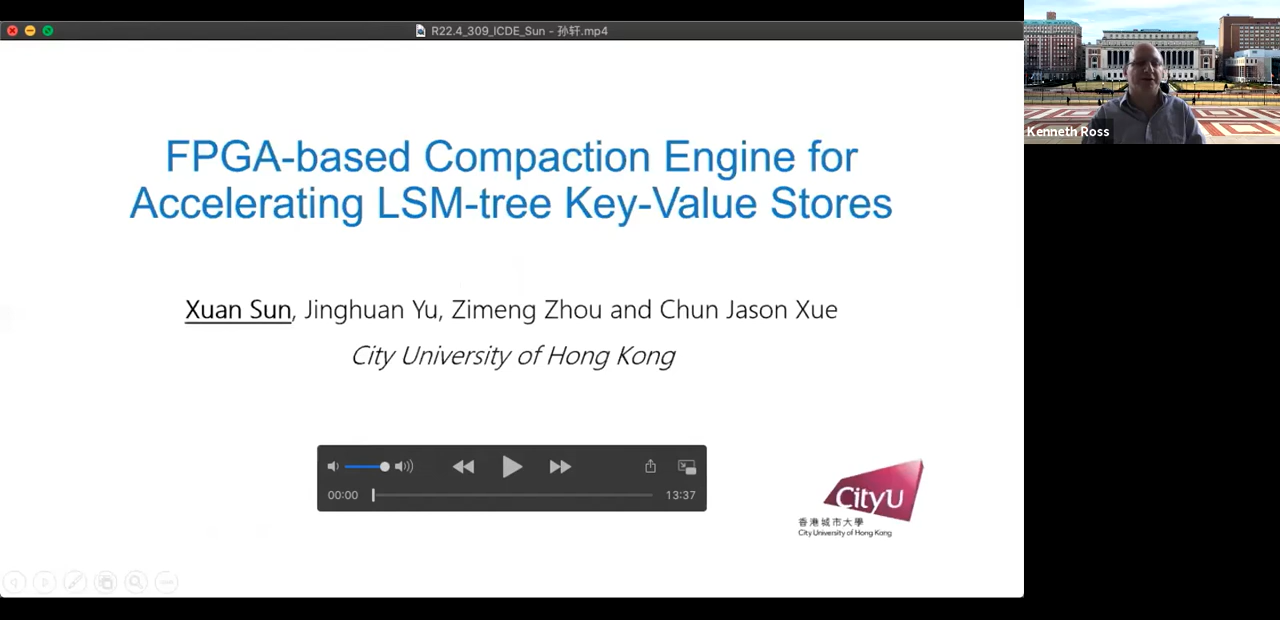 R22.4_309_ICDE_Sun - 孙轩.mp4
FPGA-based Compaction Engine for
Accelerating LSM-tree Key-Value Stores
Xuan Sun, Jinghuan Yu, Zimeng Zhou and Chun Jason Xue
City University of Hong Kong
00:00
13:37
CityU
香港城市大學
City University of Hong Kong
Kenneth Ross